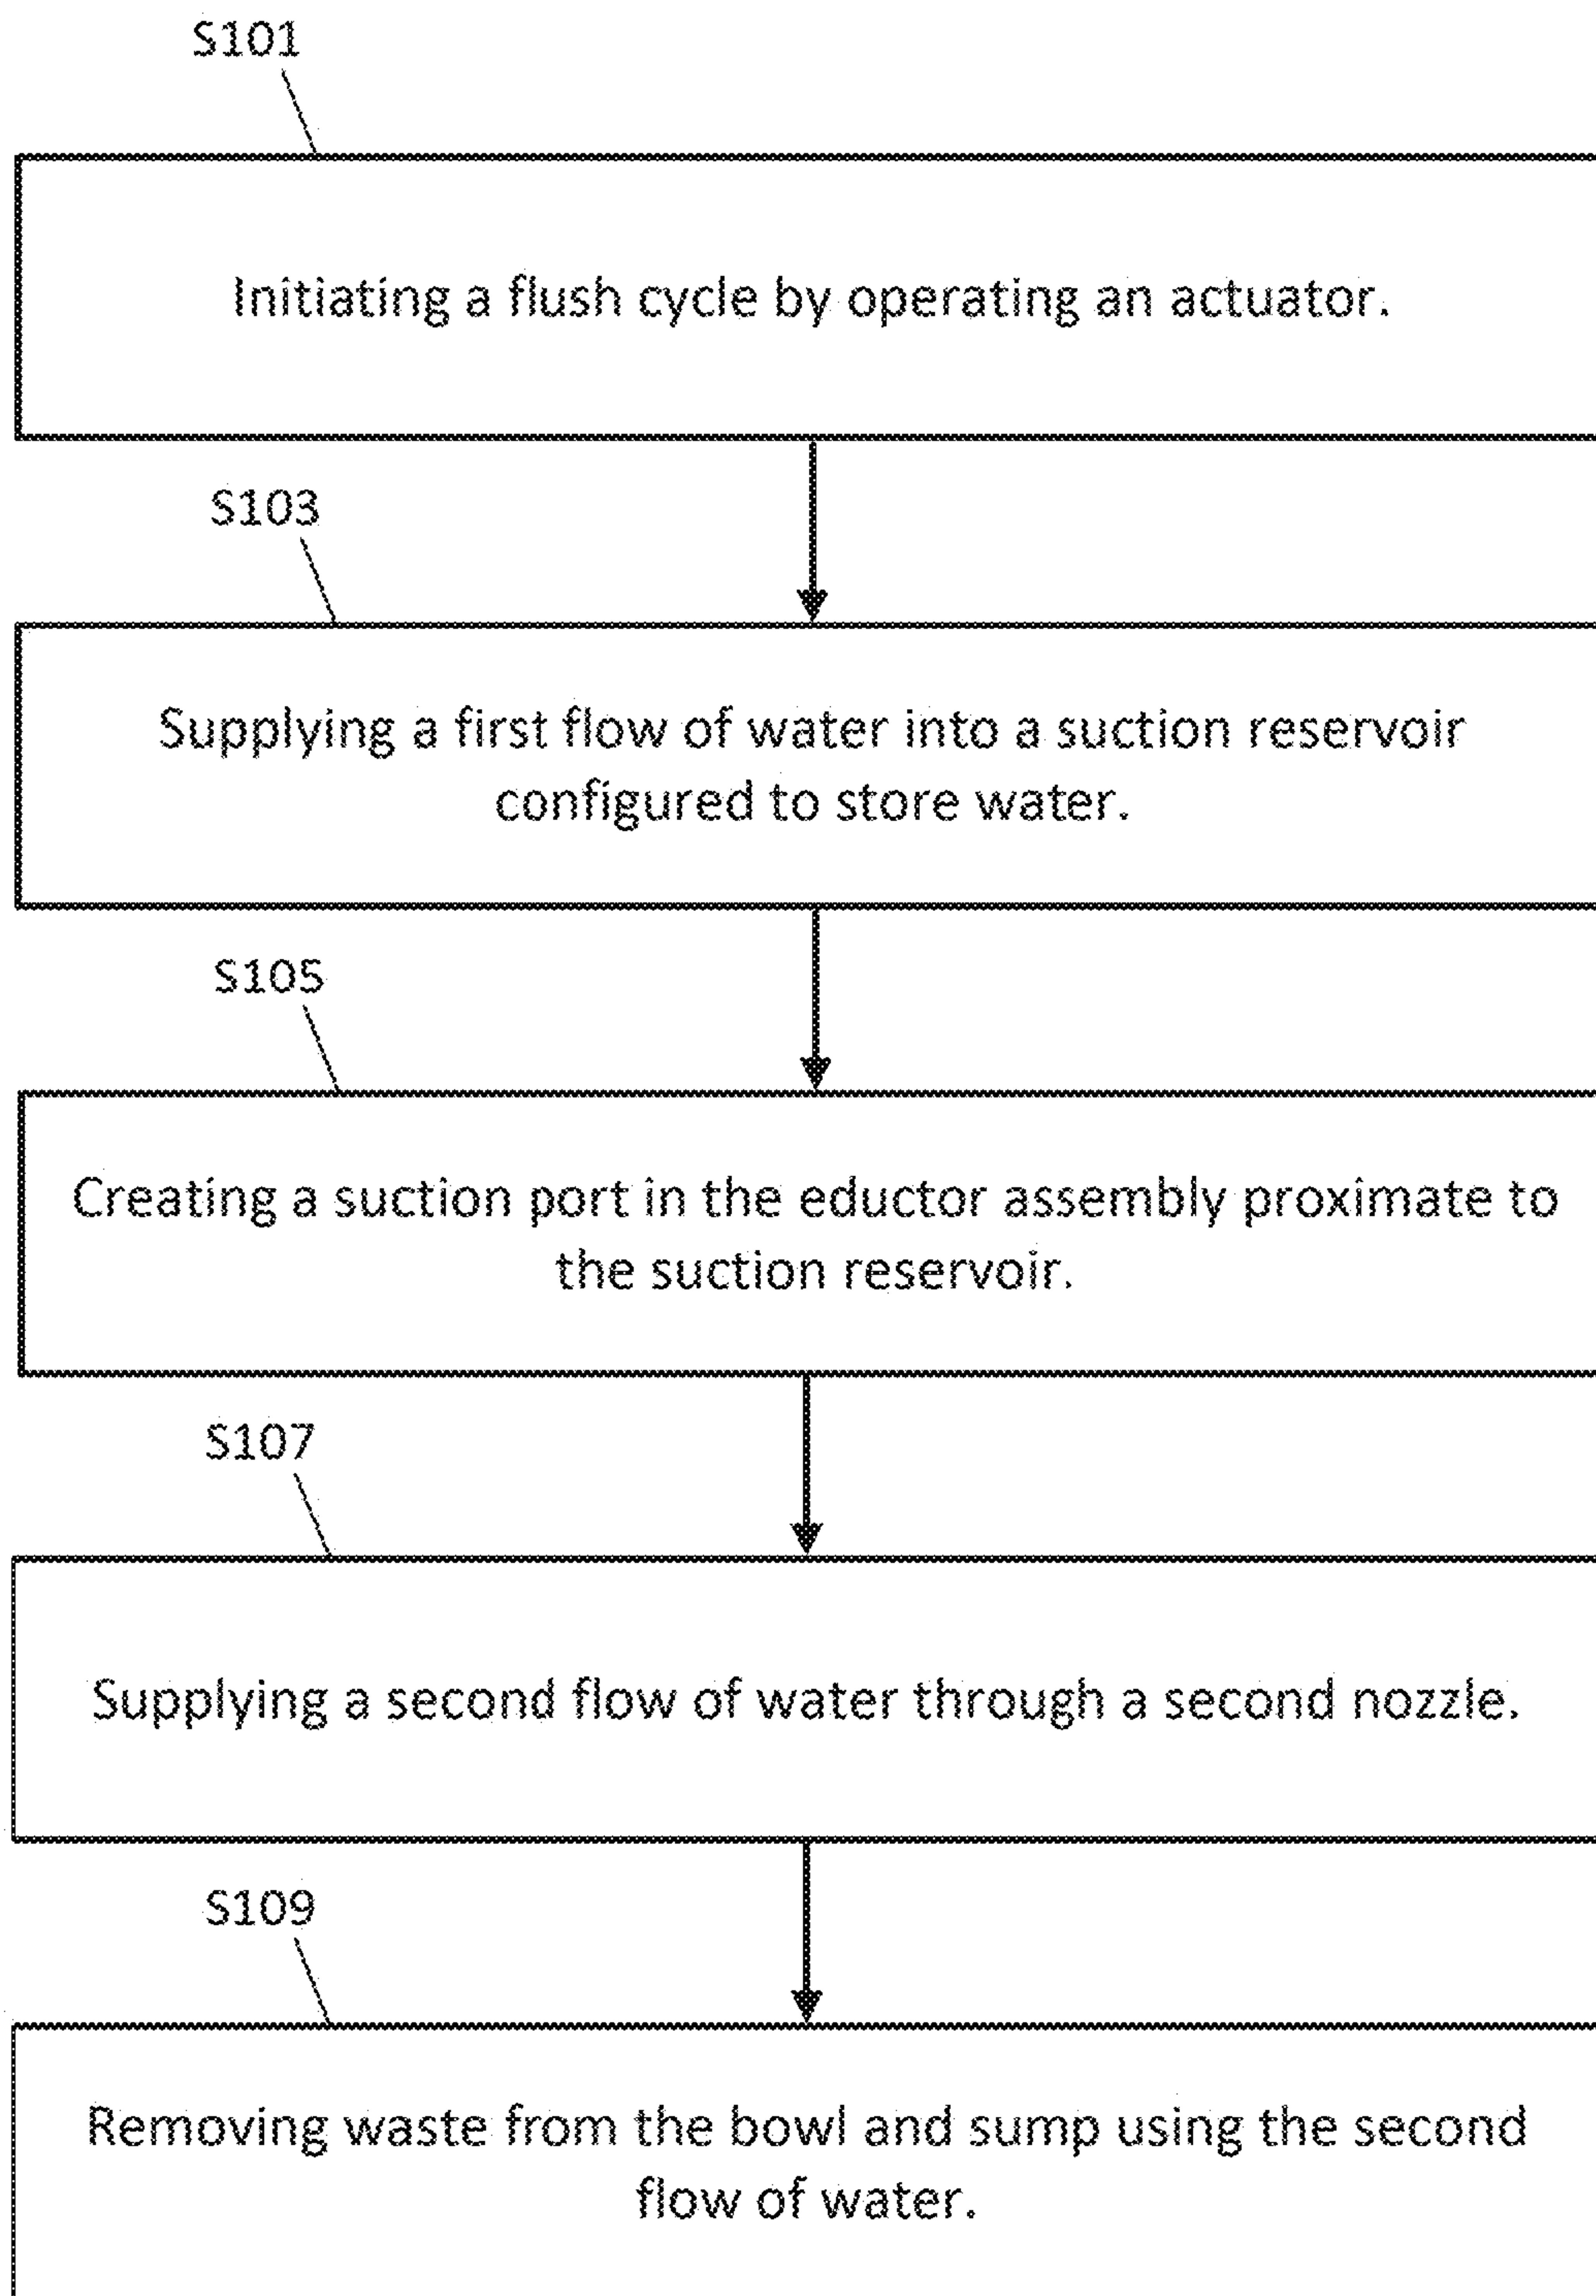 S101
Initiating a flush cycle by operating an actuator.
S103
Supplying a first flow of water into a suction reservoir
configured to store water.
S105
Creating a suction port in the eductor assembly proximate to
the suction reservoir.
S107
Supplying a second flow of water through a second nozzle.
S109
Removing waste from the bowl and sump using the second
flow of water.